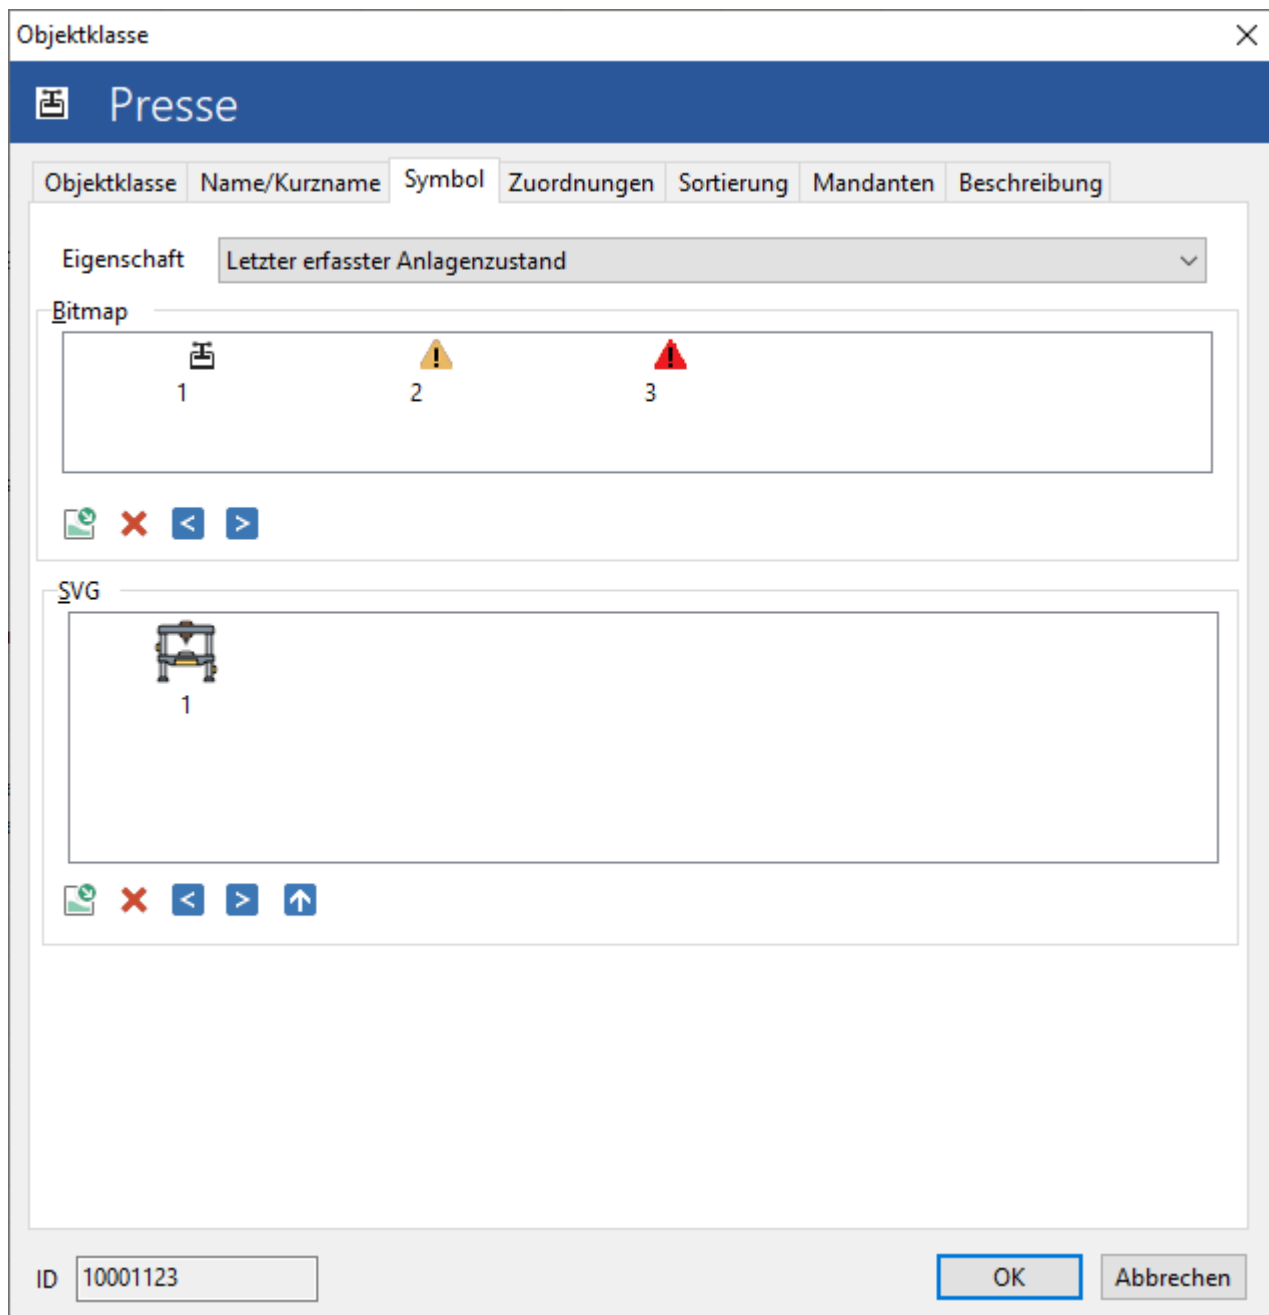 Objektklasse
Presse
Objektklasse Name/Kurzname Symbol Zuordnungen Sortierung Mandanten Beschreibung
Eigenschaft Letzter erfasster Anlagenzustand
Bitmap
1 2 3
SVG
1
ID 10001123 OK Abbrechen